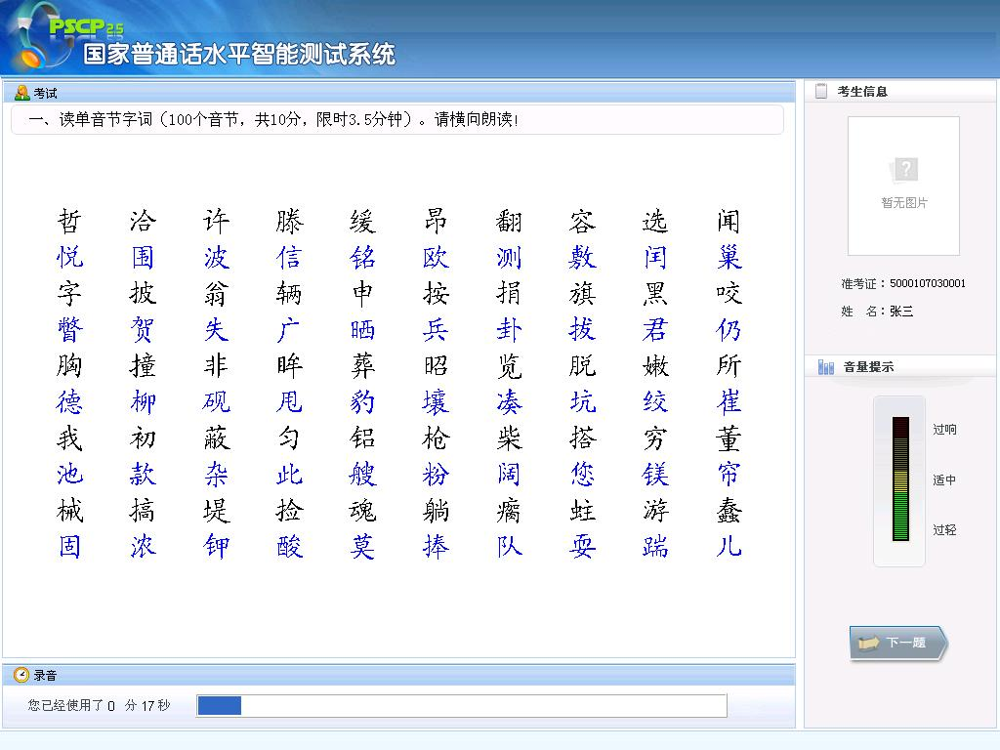 PSCP 2.5
国家普通话水平智能测试系统
考试
一、读单音节字词（100个音节，共10分，限时3.5分钟）。请横向朗读！
哲 洽 许 滕 缓 昂 翻 容 选 闻
悦 围 波 信 铭 欧 测 敷 闰 巢
字 披 翁 辆 申 按 捐 旗 黑 咬
瞥 贺 失 广 晒 兵 卦 拔 君 仍
胸 撞 非 眸 葬 昭 览 脱 嫩 所
德 柳 砚 甩 豹 壤 凑 坑 绞 崔
我 初 蔽 匀 铝 枪 柴 搭 穷 董
池 款 杂 此 艘 粉 阔 您 镁 帘
械 搞 堤 捡 魂 躺 瘸 蛀 游 蠢
固 浓 钾 酸 莫 捧 队 耍 踹 儿
录音
您已经使用了 0 分 17 秒
考生信息
?
暂无图片
准考证：5000107030001
姓 名：张三
音量提示
过响
适中
过轻
下一题